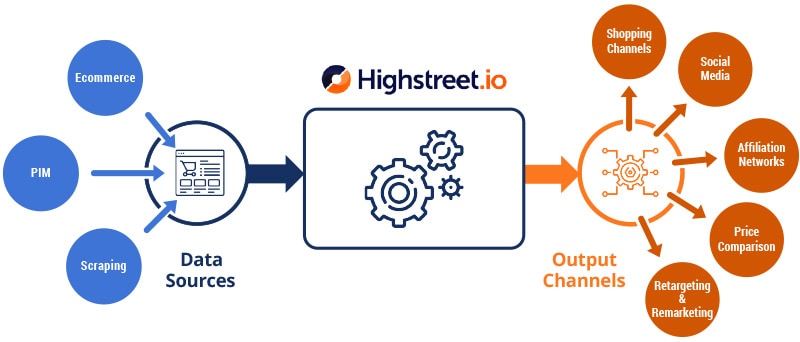 Highstreet.io
Ecommerce
PIM
Scraping
Data
Sources
Output
Channels
Shopping
Channels
Social
Media
Affiliation
Networks
Price
Comparison
Retargeting
&
Remarketing